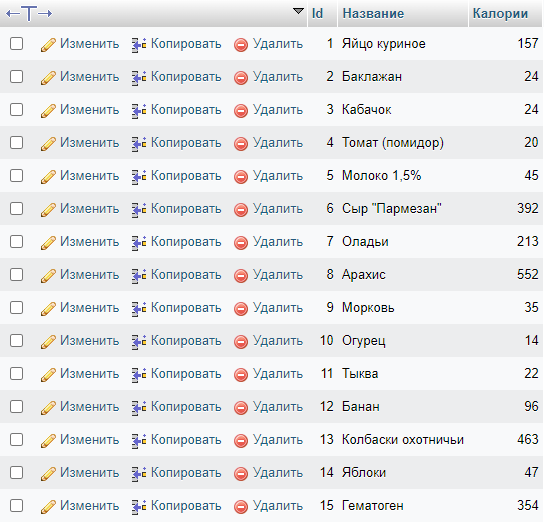 Id Название Калории
Изменить Копировать Удалить 1 Яйцо куриное 157
Изменить Копировать Удалить 2 Баклажан 24
Изменить Копировать Удалить 3 Кабачок 24
Изменить Копировать Удалить 4 Томат (помидор) 20
Изменить Копировать Удалить 5 Молоко 1,5% 45
Изменить Копировать Удалить 6 Сыр "Пармезан" 392
Изменить Копировать Удалить 7 Оладьи 213
Изменить Копировать Удалить 8 Арахис 552
Изменить Копировать Удалить 9 Морковь 35
Изменить Копировать Удалить 10 Огурец 14
Изменить Копировать Удалить 11 Тыква 22
Изменить Копировать Удалить 12 Банан 96
Изменить Копировать Удалить 13 Колбаски охотничьи 463
Изменить Копировать Удалить 14 Яблоки 47
Изменить Копировать Удалить 15 Гематоген 354